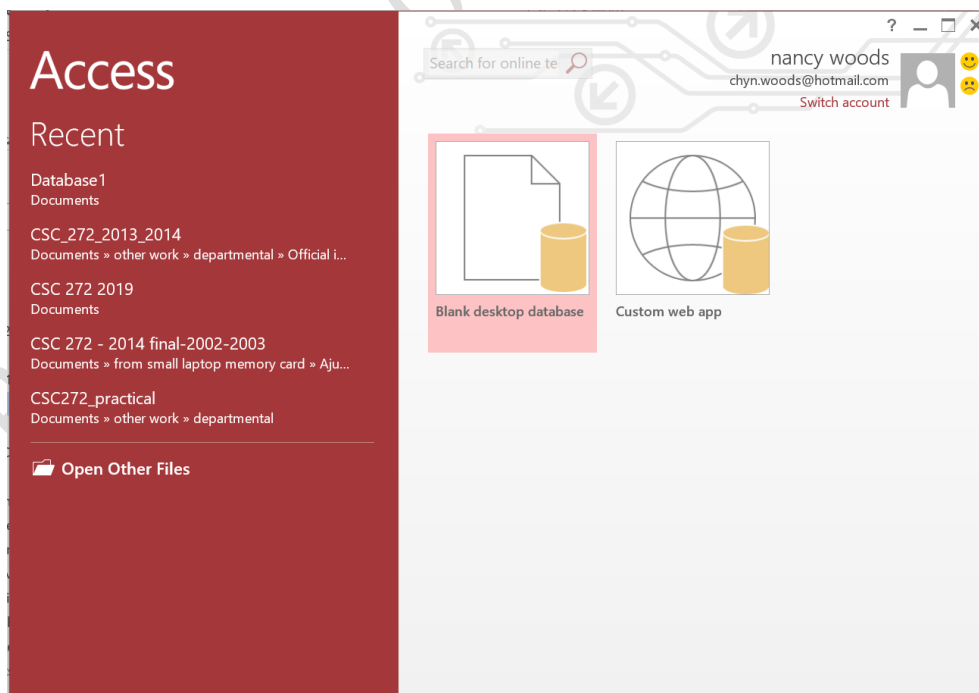 Access
Recent
Database1
Documents
CSC_272_2013_2014
Documents » other work » departmental » Official i...
CSC 272 2019
Documents
CSC 272 - 2014 final-2002-2003
Documents » from small laptop memory card » Aju...
CSC272_practical
Documents » other work » departmental
Open Other Files
?
Search for online te
nancy woods
chyn.woods@hotmail.com
Switch account
Blank desktop database
Custom web app